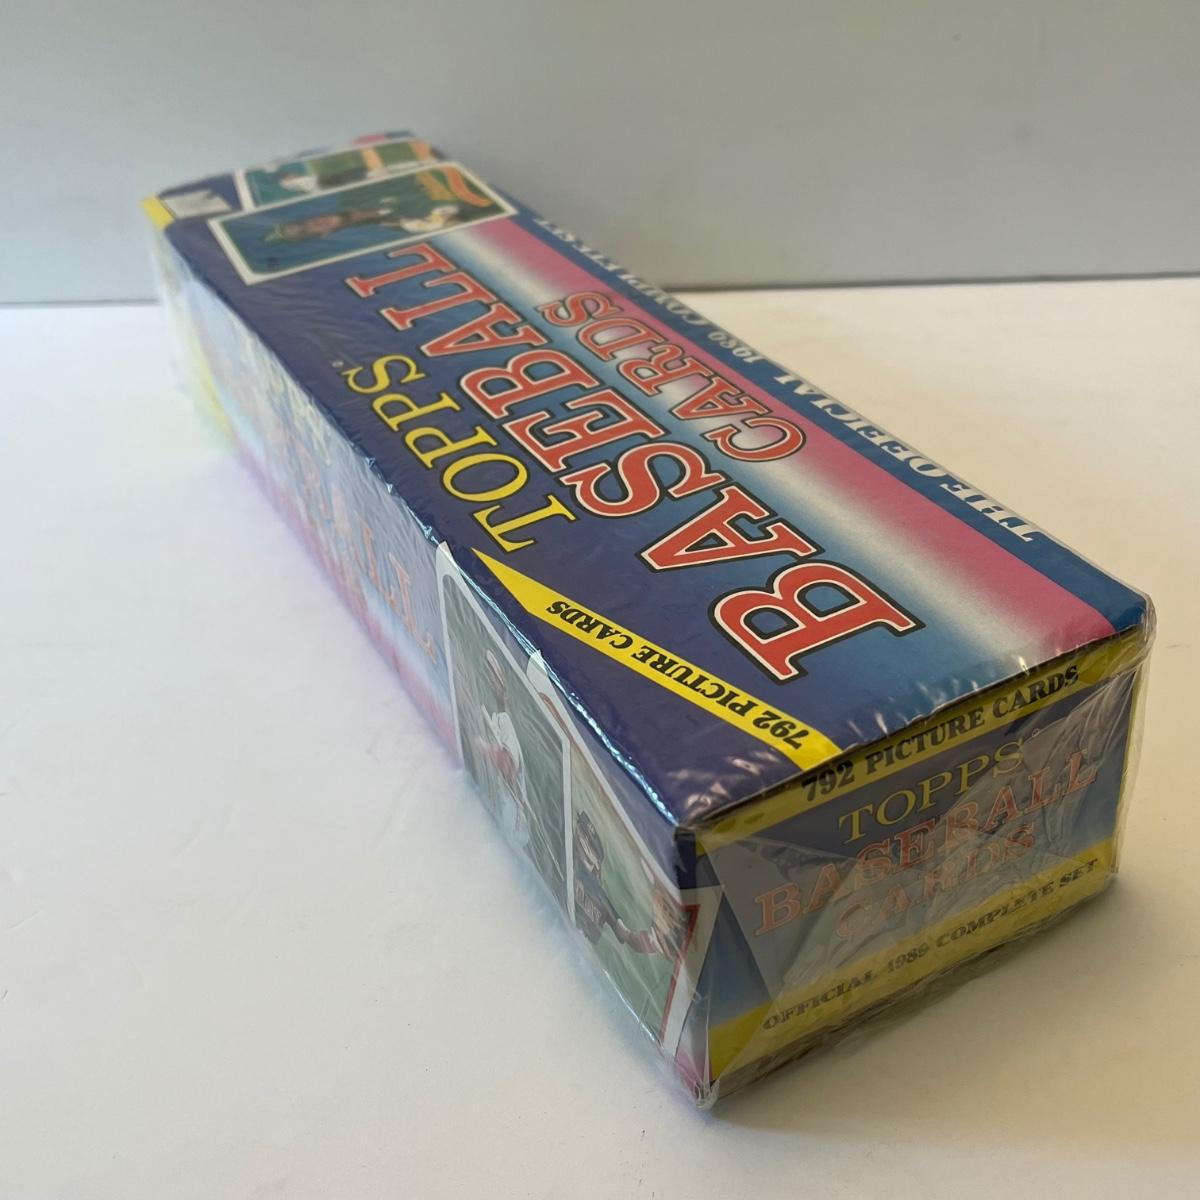 THE OFFICIAL 1989 COMPLETE SET
TOPPS®
BASEBALL
CARDS
792 PICTURE CARDS
792 PICTURE CARDS
TOPPS
BASEBALL
CARDS
OFFICIAL 1989 COMPLETE SET